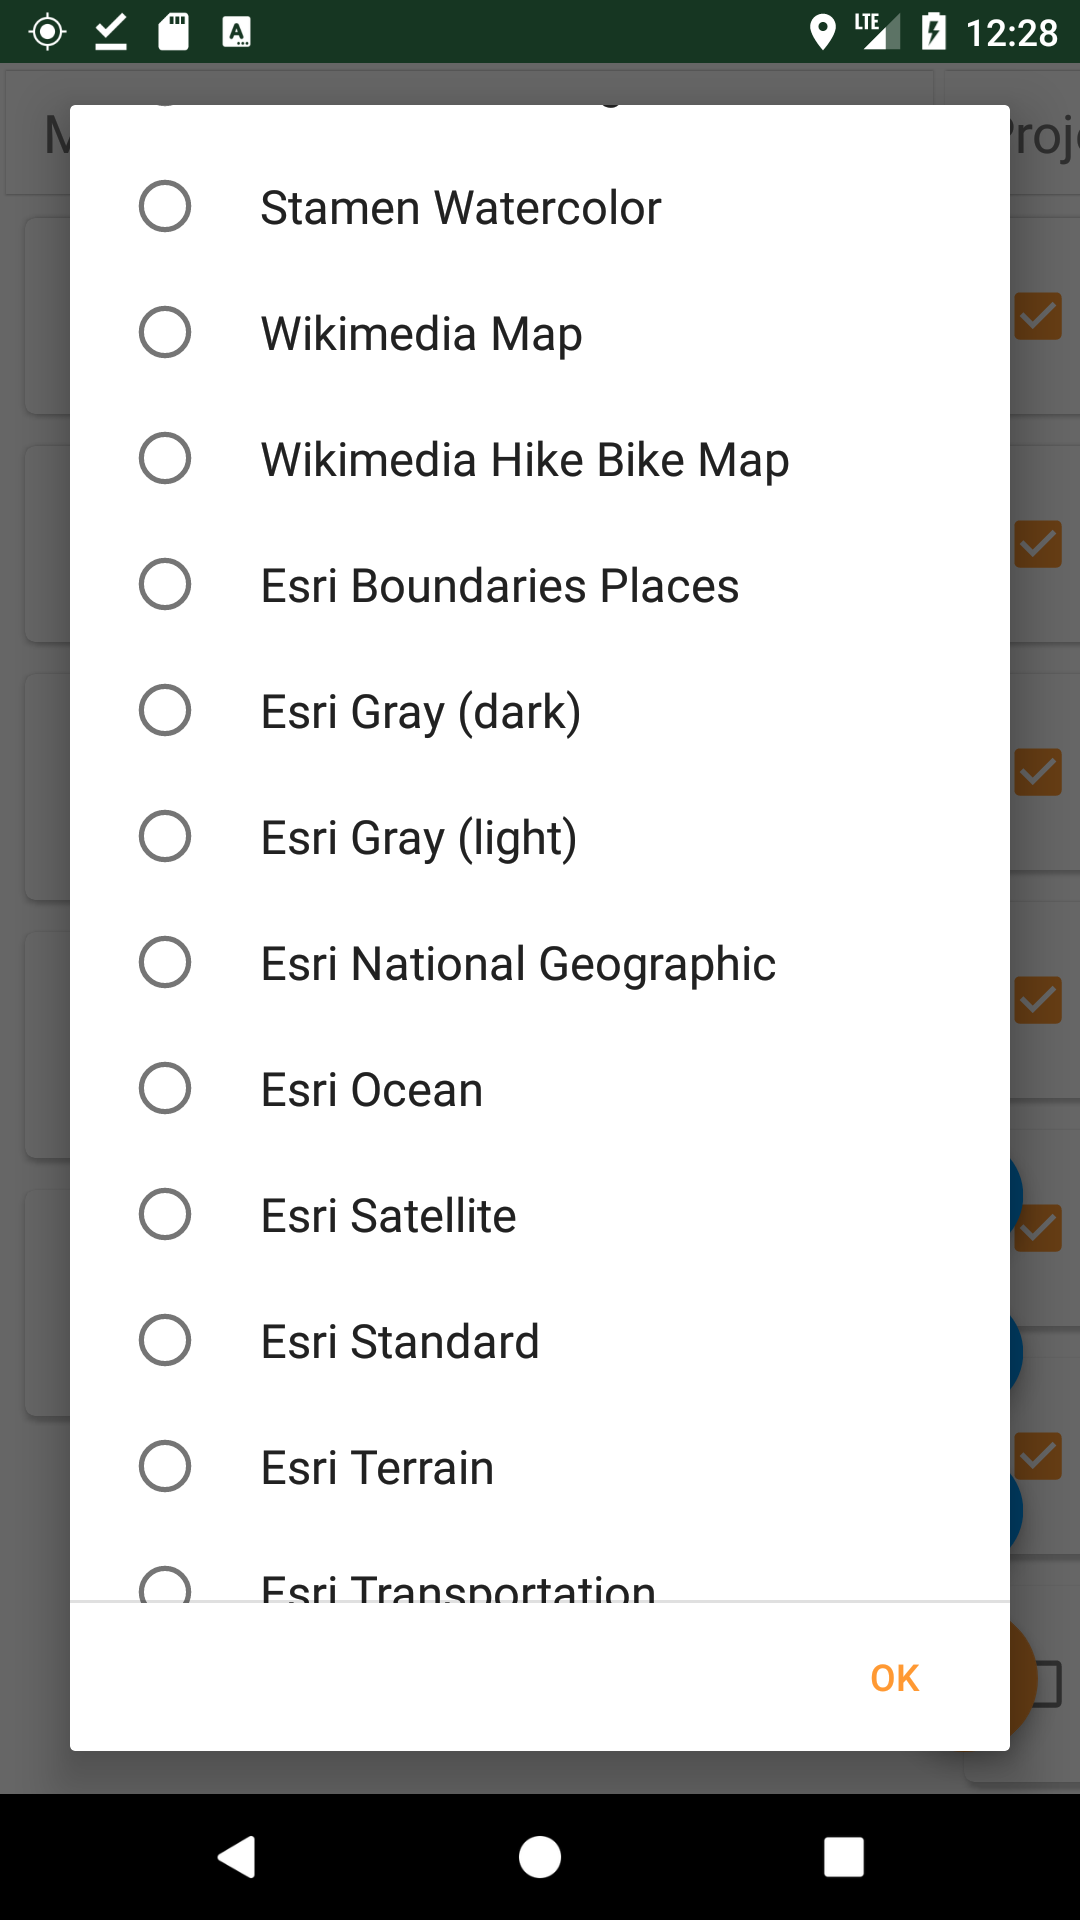 LTE 12:28
Stamen Watercolor
Wikimedia Map
Wikimedia Hike Bike Map
Esri Boundaries Places
Esri Gray (dark)
Esri Gray (light)
Esri National Geographic
Esri Ocean
Esri Satellite
Esri Standard
Esri Terrain
Esri Transportation
OK